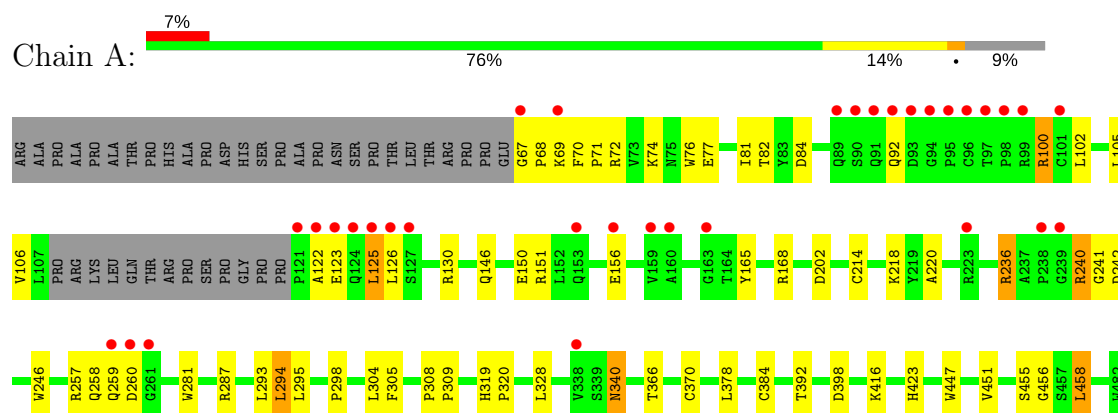 7%
Chain A:
76% 14% • 9%
ARG ALA PRO ALA PRO ALA THR PRO HIS ALA PRO ASP HIS SER PRO ALA PRO ASN SER PRO THR LEU THR ARG PRO PRO GLU G67 P68 K69 F70 P71 R72 V73 K74 N75 W76 E77 I81 T82 Y83 D84 Q89 S90 Q91 Q92 D93 G94 P95 C96 T97 P98 R99 R100 C101 L102 L105
V106 L107 PRO ARG LYS LEU GLN THR ARG PRO SER PRO GLY PRO PRO P121 A122 E123 Q124 L125 L126 S127 R130 Q146 E150 R151 L152 Q153 E156 V159 A160 G163 T164 Y165 R168 D202 C214 K218 Y219 A220 R223 R236 A237 P238 G239 R240 G241
W246 R257 Q258 Q259 D260 G261 W281 R287 L293 L294 L295 P298 L304 F305 P308 P309 H319 P320 L328 V338 S339 N340 T366 C370 L378 C384 T392 D398 K416 H423 W447 V451 S455 G456 S457 L458